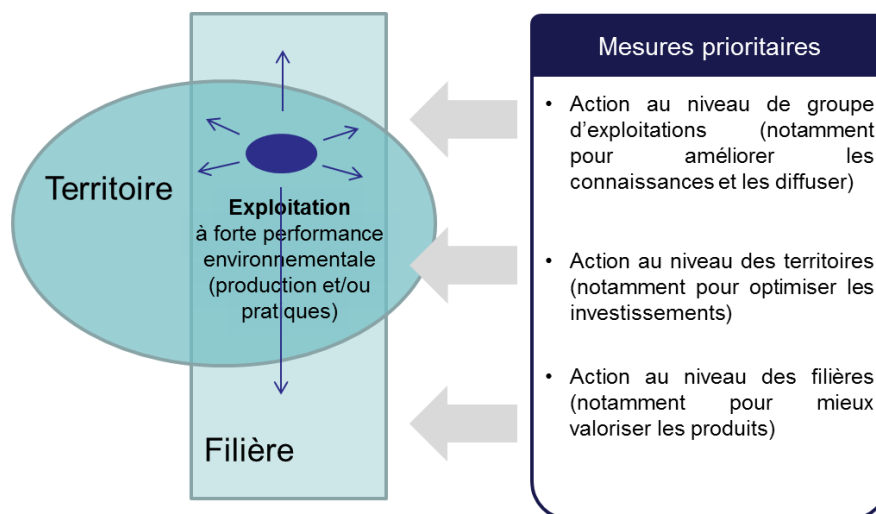 Territoire
Exploitation
à forte performance
environnementale
(production et/ou
pratiques)
Filière
Mesures prioritaires
• Action au niveau de groupe
d’exploitations (notamment
pour améliorer les
connaissances et les diffuser)
• Action au niveau des territoires
(notamment pour optimiser les
investissements)
• Action au niveau des filières
(notamment pour mieux
valoriser les produits)